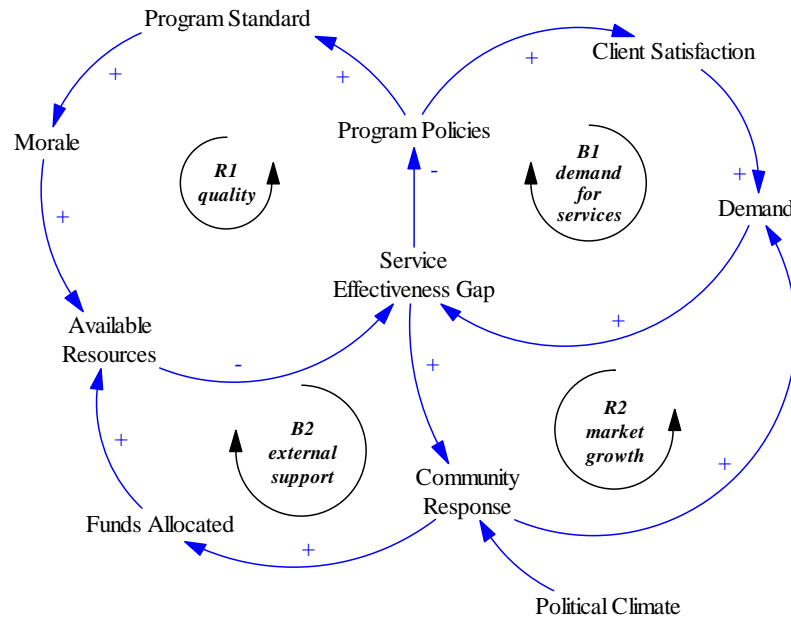 Program Standard
Client Satisfaction
+
+
+
Morale
Program Policies
R1
quality
B1
demand
for
services
-
+
Demand
+
Service
Effectiveness Gap
Available
Resources
+
-
+
B2
external
support
R2
market
growth
+
Community
Response
+
Funds Allocated
+
Political Climate